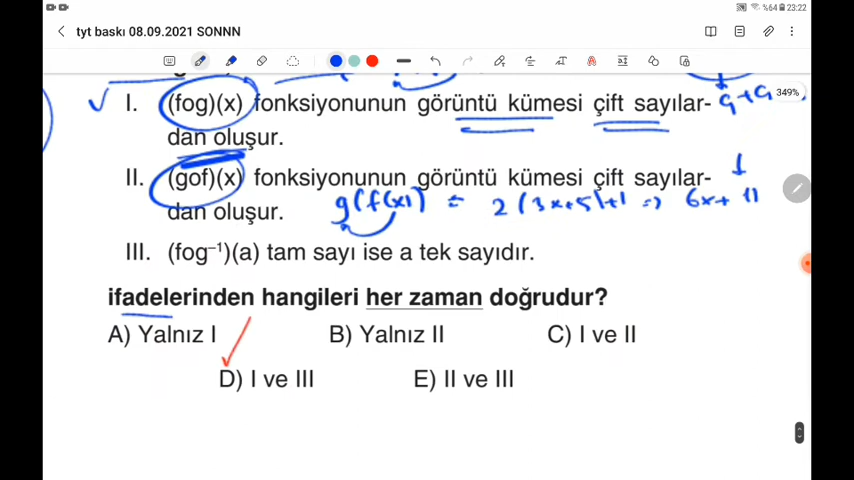 %64 23:22
tyt baskı 08.09.2021 SONNN
349%
I. (fog)(x) fonksiyonunun görüntü kümesi çift sayılar-
dan oluşur.
II. (gof)(x) fonksiyonunun görüntü kümesi çift sayılar-
g(f(x)) = 2(3x+5)+1 => 6x+11
dan oluşur.
III. (fog⁻¹)(a) tam sayı ise a tek sayıdır.
ifadelerinden hangileri her zaman doğrudur?
A) Yalnız I B) Yalnız II C) I ve II
D) I ve III E) II ve III